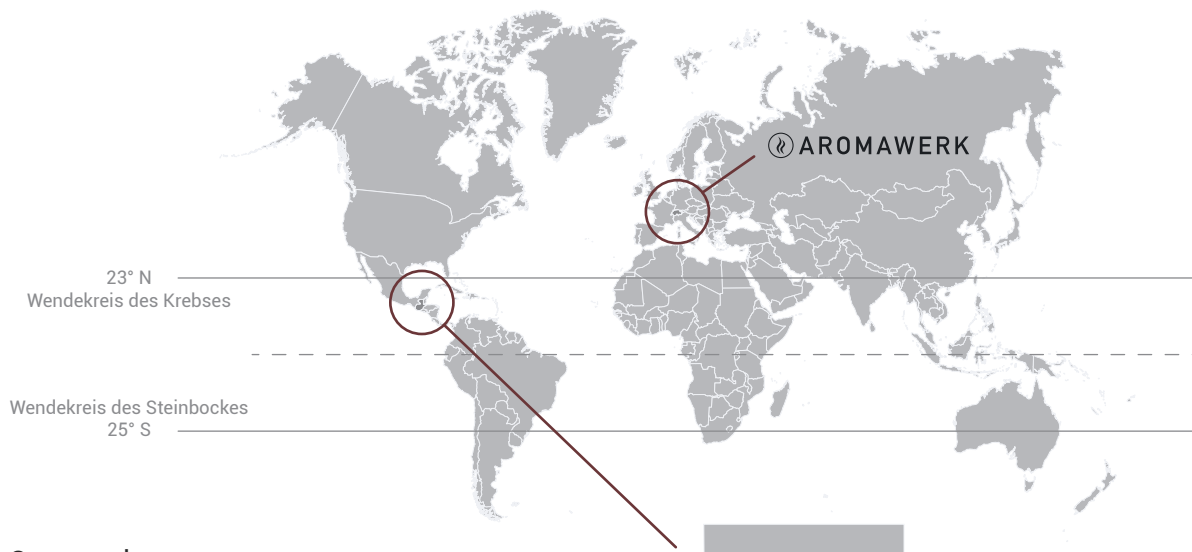 AROMAWERK
23° N
Wendekreis des Krebses
Wendekreis des Steinbockes
25° S